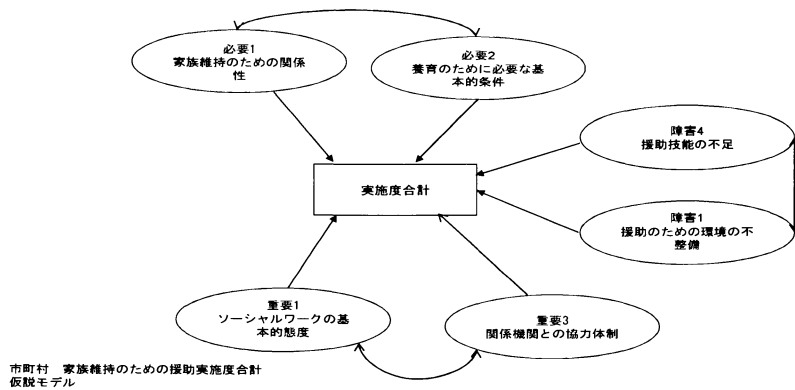 必要1
家族維持のための関係
性
必要2
養育のために必要な基
本的条件
障害4
援助技能の不足
実施度合計
障害1
援助のための環境の不
整備
重要1
ソーシャルワークの基
本的態度
重要3
関係機関との協力体制
市町村 家族維持のための援助実施度合計
仮説モデル